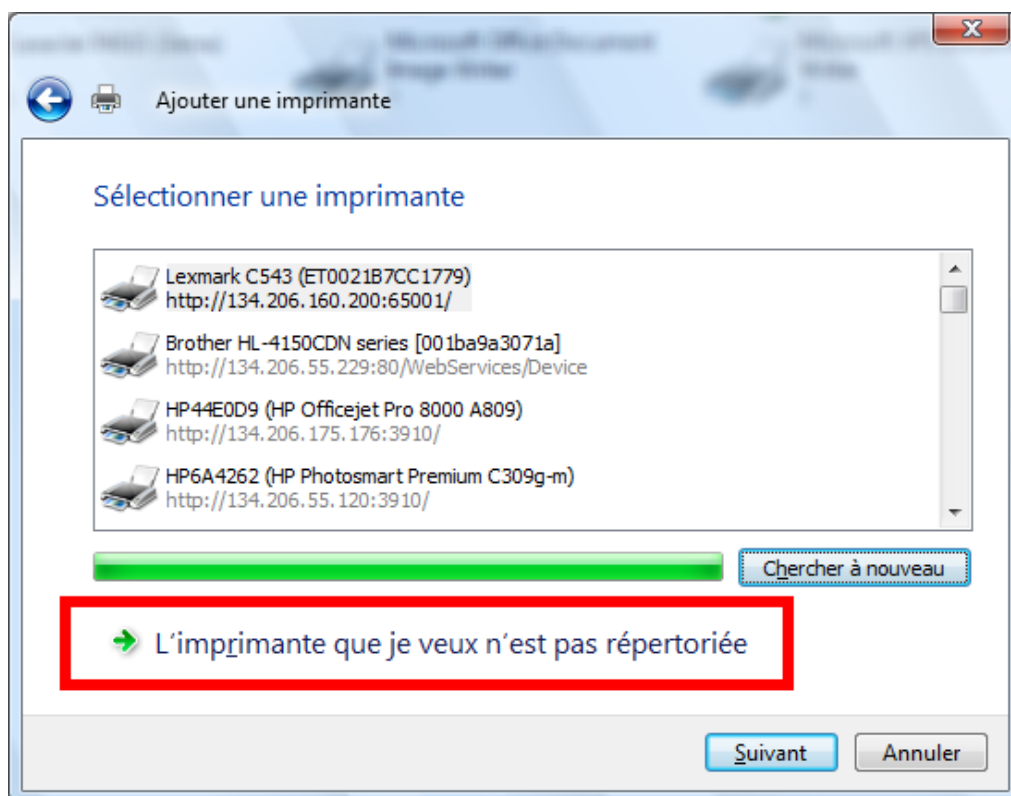 Ajouter une imprimante
Sélectionner une imprimante
Lexmark C543 (ET0021B7CC1779)
http://134.206.160.200:65001/
Brother HL-4150CDN series [001ba9a3071a]
http://134.206.55.229:80/WebServices/Device
HP44E0D9 (HP Officejet Pro 8000 A809)
http://134.206.175.176:3910/
HP6A4262 (HP Photosmart Premium C309g-m)
http://134.206.55.120:3910/
Chercher à nouveau
L'imprimante que je veux n'est pas répertoriée
Suivant
Annuler